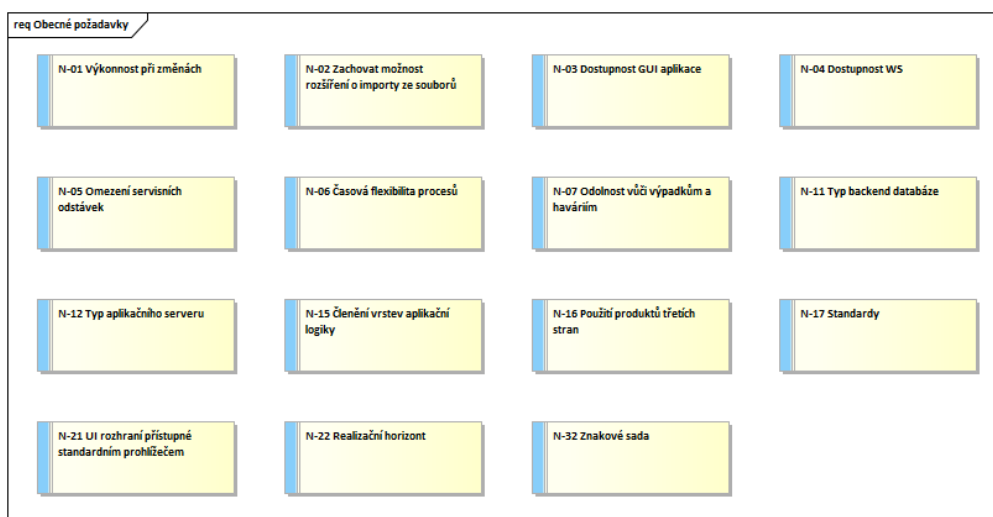 req Obecné požadavky
N-01 Výkonnost při změnách
N-02 Zachovat možnost
rozšíření o importy ze souborů
N-03 Dostupnost GUI aplikace
N-04 Dostupnost WS
N-05 Omezení servisních
odstávek
N-06 Časová flexibilita procesů
N-07 Odolnost vůči výpadkům a
haváriím
N-11 Typ backend databáze
N-12 Typ aplikačního serveru
N-15 Členění vrstev aplikační
logiky
N-16 Použití produktů třetích
stran
N-17 Standardy
N-21 UI rozhraní přístupné
standardním prohlížečem
N-22 Realizační horizont
N-32 Znakové sada